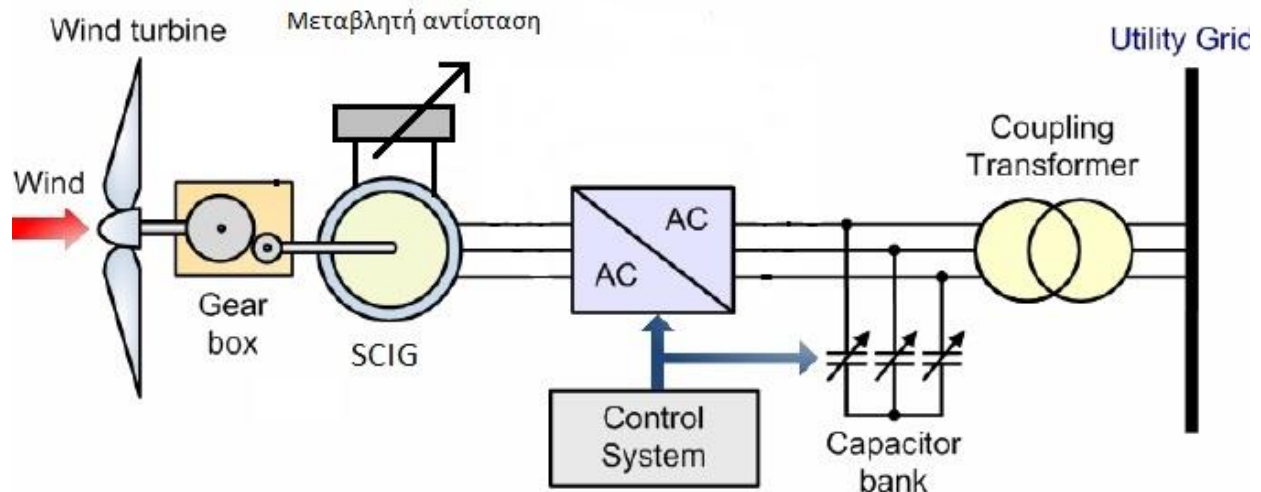 Wind turbine
Μεταβλητή αντίσταση
Utility Grid
Coupling
Transformer
Wind
AC
AC
Gear
box
SCIG
Control
System
Capacitor
bank